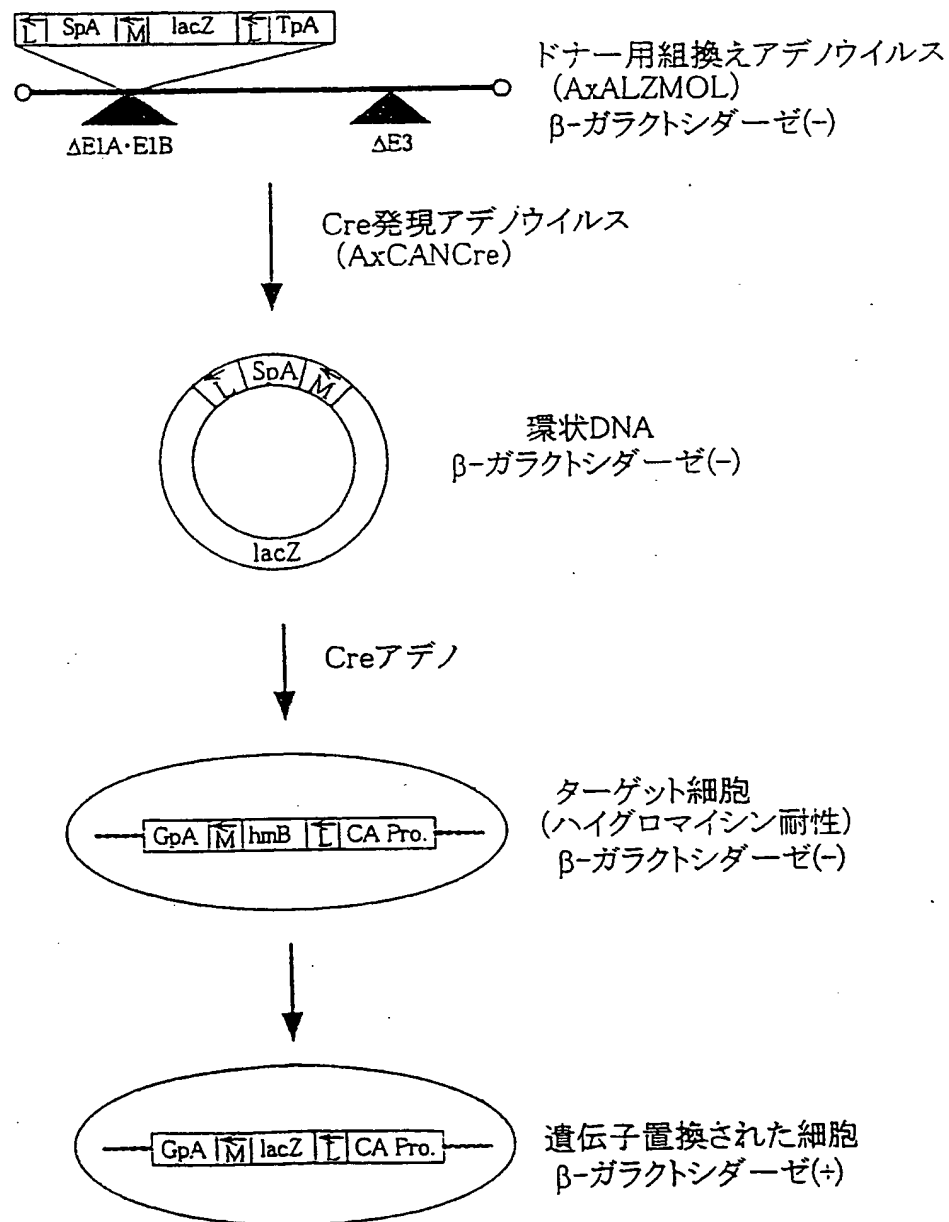 L SpA M lacZ L TpA
ドナー用組換えアデノウイルス
(AxALZMOL)
β-ガラクトシダーゼ(-)
ΔE1A·E1B
ΔE3
Cre発現アデノウイルス
(AxCANCre)
L SpA M
lacZ
環状DNA
β-ガラクトシダーゼ(-)
Creアデノ
GpA M hmB L CA Pro.
ターゲット細胞
(ハイグロマイシン耐性)
β-ガラクトシダーゼ(-)
GpA M lacZ L CA Pro.
遺伝子置換された細胞
β-ガラクトシダーゼ(+)